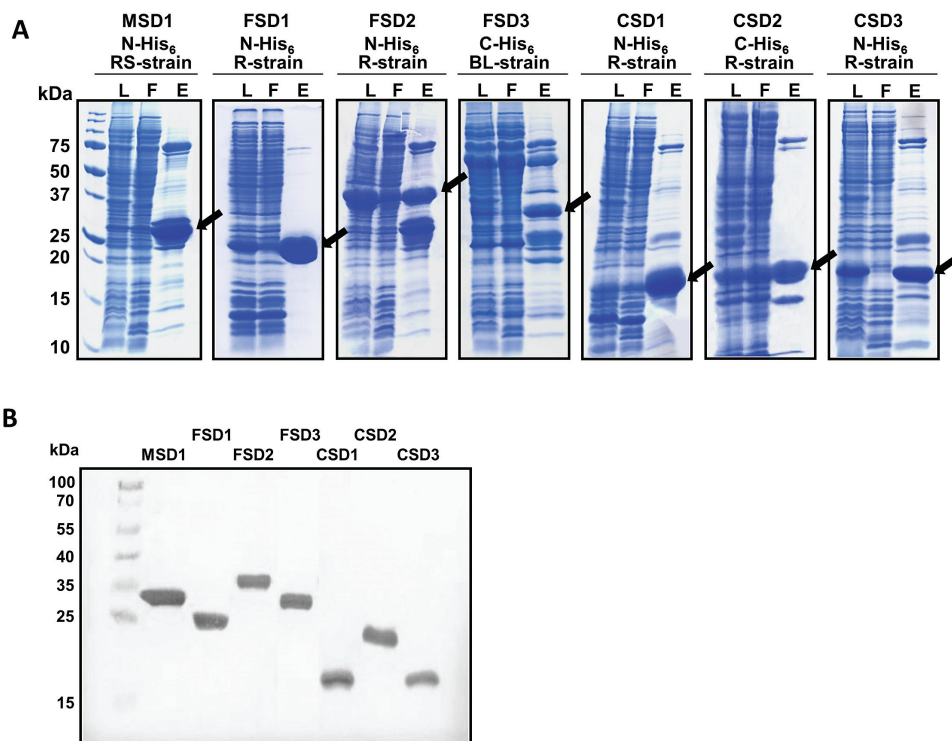 A
MSD1 FSD1 FSD2 FSD3 CSD1 CSD2 CSD3
N-His6 N-His6 N-His6 C-His6 N-His6 C-His6 N-His6
RS-strain R-strain R-strain BL-strain R-strain R-strain R-strain
kDa L F E L F E L F E L F E L F E L F E L F E
75
50
37
25
20
15
10
B
FSD1 FSD3 CSD2
kDa MSD1 FSD2 CSD1 CSD3
100
70
55
40
35
25
15